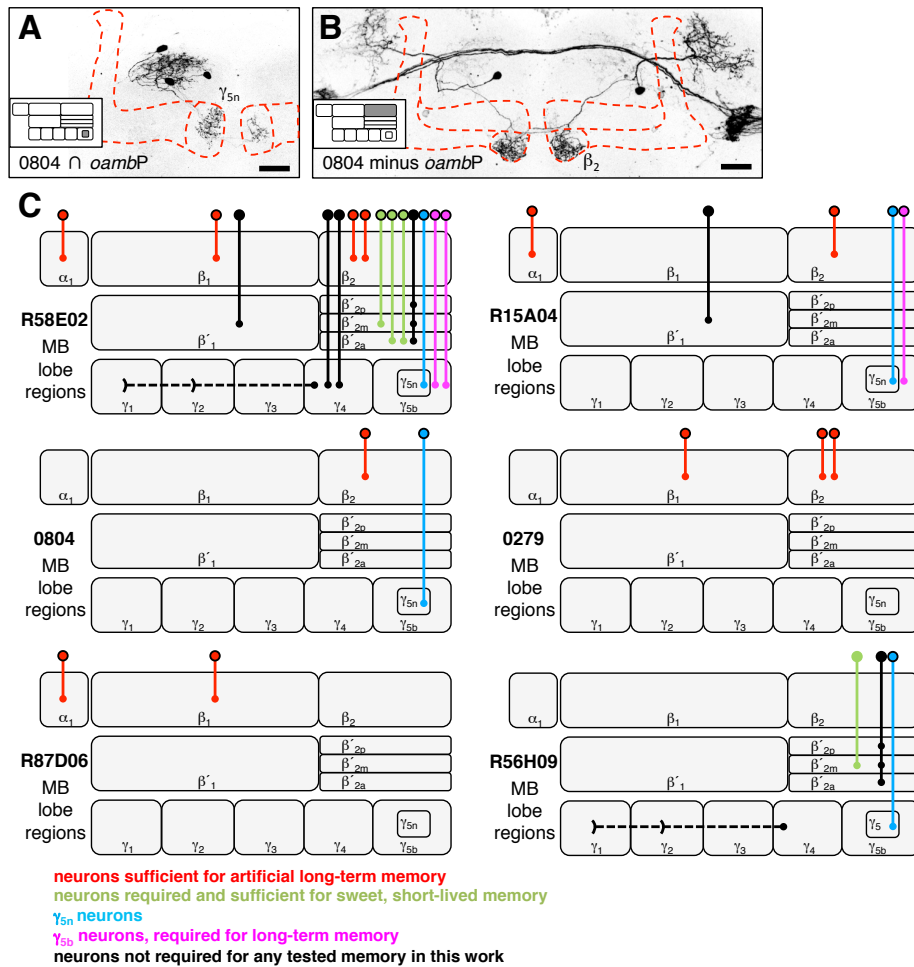 A
γ5n
0804 ∩ oambP
B
0804 minus oambP
β2
C
R58E02
MB
lobe
regions
α1
β1
β2
β´1
β´2p
β´2m
β´2a
γ1
γ2
γ3
γ4
γ5n
γ5b
R15A04
MB
lobe
regions
α1
β1
β2
β´1
β´2p
β´2m
β´2a
γ1
γ2
γ3
γ4
γ5n
γ5b
0804
MB
lobe
regions
α1
β1
β2
β´1
β´2p
β´2m
β´2a
γ1
γ2
γ3
γ4
γ5n
γ5b
0279
MB
lobe
regions
α1
β1
β2
β´1
β´2p
β´2m
β´2a
γ1
γ2
γ3
γ4
γ5n
γ5b
R87D06
MB
lobe
regions
α1
β1
β2
β´1
β´2p
β´2m
β´2a
γ1
γ2
γ3
γ4
γ5n
γ5b
R56H09
MB
lobe
regions
α1
β1
β2
β´1
β´2p
β´2m
β´2a
γ1
γ2
γ3
γ4
γ5
γ5b
neurons sufficient for artificial long-term memory
neurons required and sufficient for sweet, short-lived memory
γ5n neurons
γ5b neurons, required for long-term memory
neurons not required for any tested memory in this work